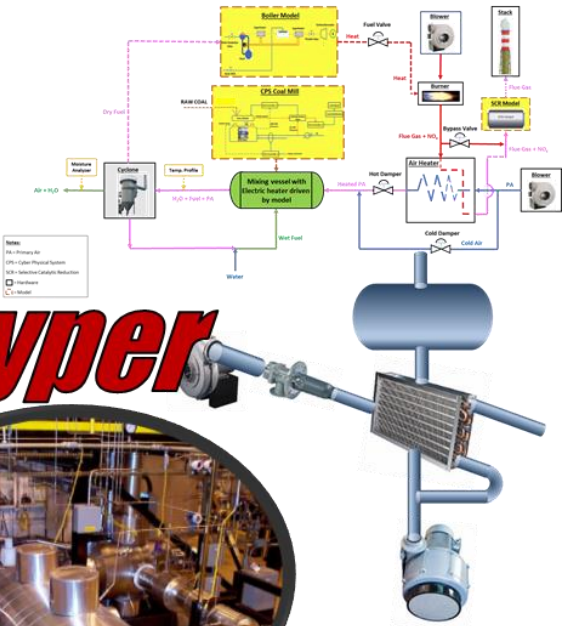 Boiler Model
Fuel Valve
Blower
Stack
Heat
Heat
Burner
Flue Gas
SCR Model
Dry Fuel
CPS Coal Mill
RAW COAL
Flue Gas + NOx
Bypass Valve
Flue Gas + NOx
Moisture
Analyzer
Cyclone
Temp. Profile
Mixing vessel with
Electric heater driven
by model
Hot Damper
Air Heater
Blower
Air + H2O
H2O + Fuel + PA
Heated PA
PA
Cold Damper
Cold Air
Wet Fuel
Water
Notes:
PA = Primary Air
CPS = Cyber Physical System
SCR = Selective Catalytic Reduction
= Hardware
= Model
yper